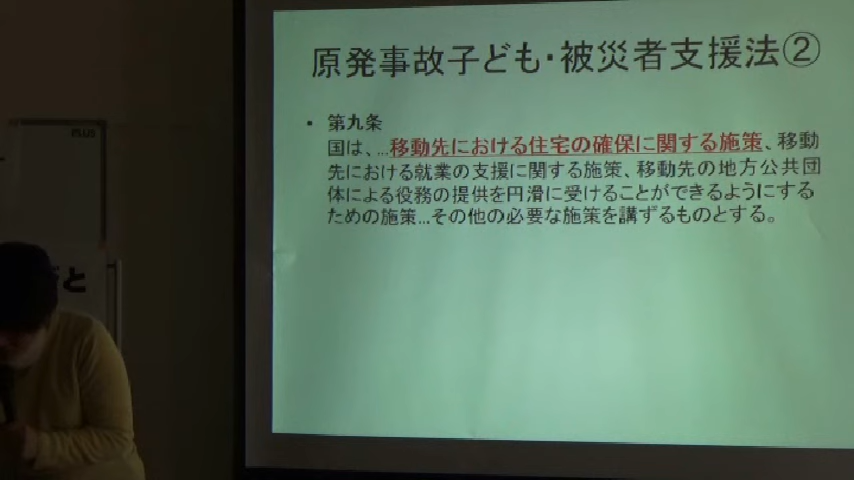 原発事故子ども・被災者支援法②
・ 第九条
国は、…移動先における住宅の確保に関する施策、移動
先における就業の支援に関する施策、移動先の地方公共団
体による役務の提供を円滑に受けることができるようにする
ための施策…その他の必要な施策を講ずるものとする。
PLUS
と